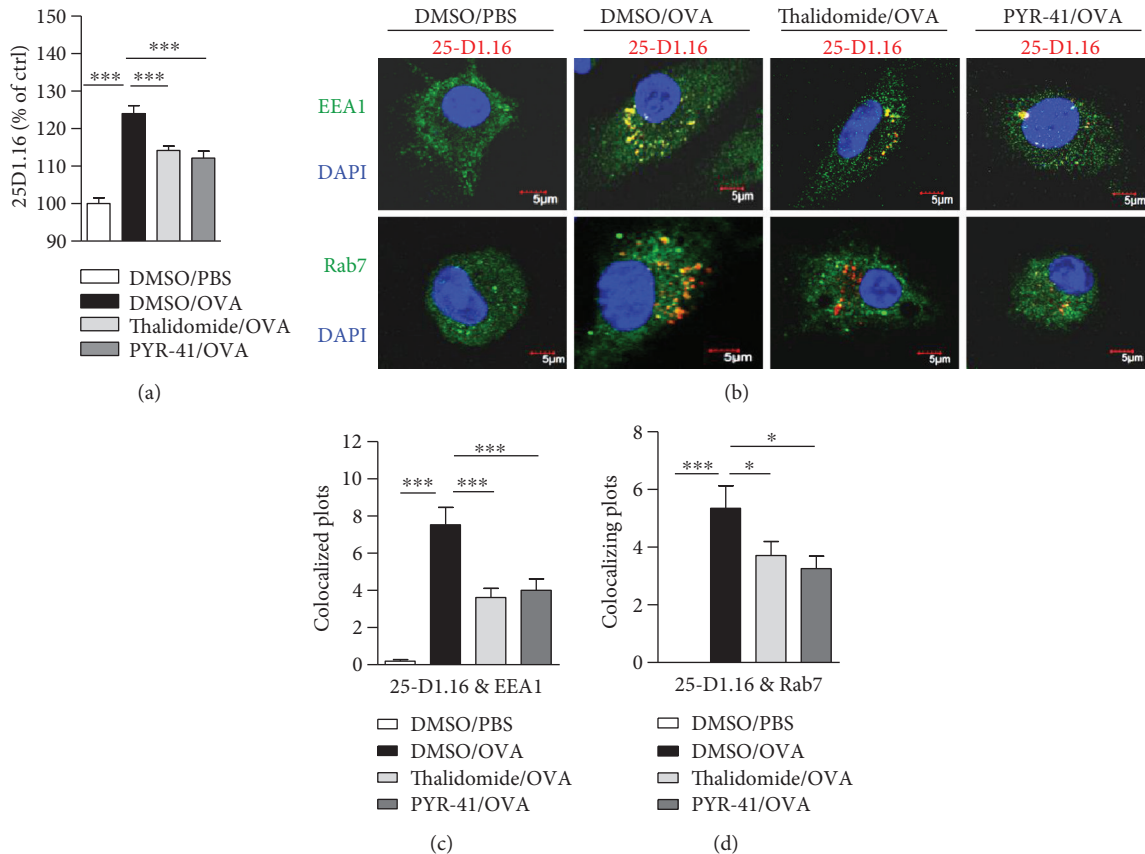 25D1.16 (% of ctrl)
150
140
130
120
110
100
90
***
***
***
DMSO/PBS
DMSO/OVA
Thalidomide/OVA
PYR-41/OVA
(a)
DMSO/PBS
DMSO/OVA
Thalidomide/OVA
PYR-41/OVA
25-D1.16
25-D1.16
25-D1.16
25-D1.16
EEA1
DAPI
5μm
5μm
5μm
5μm
Rab7
DAPI
5μm
5μm
5μm
5μm
(b)
Colocalized plots
12
10
8
6
4
2
0
***
***
***
25-D1.16 & EEA1
DMSO/PBS
DMSO/OVA
Thalidomide/OVA
PYR-41/OVA
(c)
Colocalizing plots
8
6
4
2
0
*
***
*
25-D1.16 & Rab7
DMSO/PBS
DMSO/OVA
Thalidomide/OVA
PYR-41/OVA
(d)